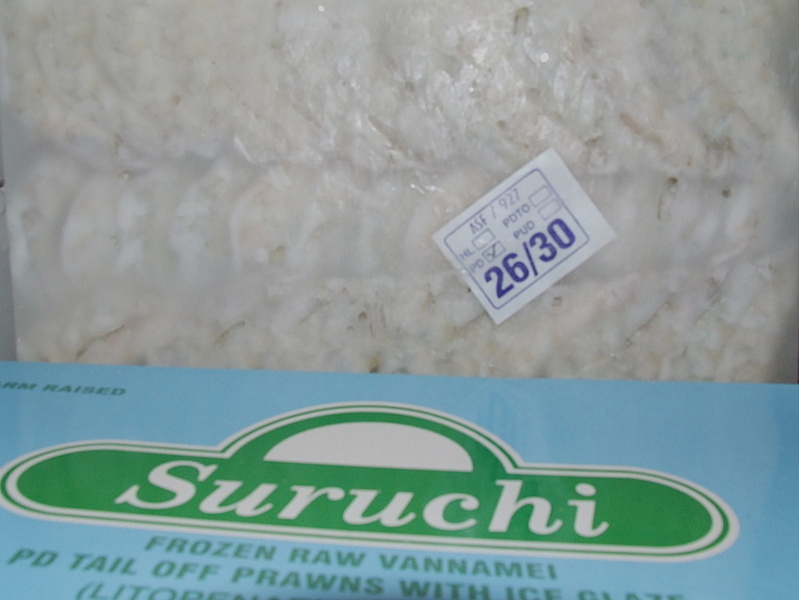 ASF / 927
HL PDTO
PD PUD
26/30
ARM RAISED
Suruchi
FROZEN RAW VANNAMEI
PD TAIL OFF PRAWNS WITH ICE GLAZE